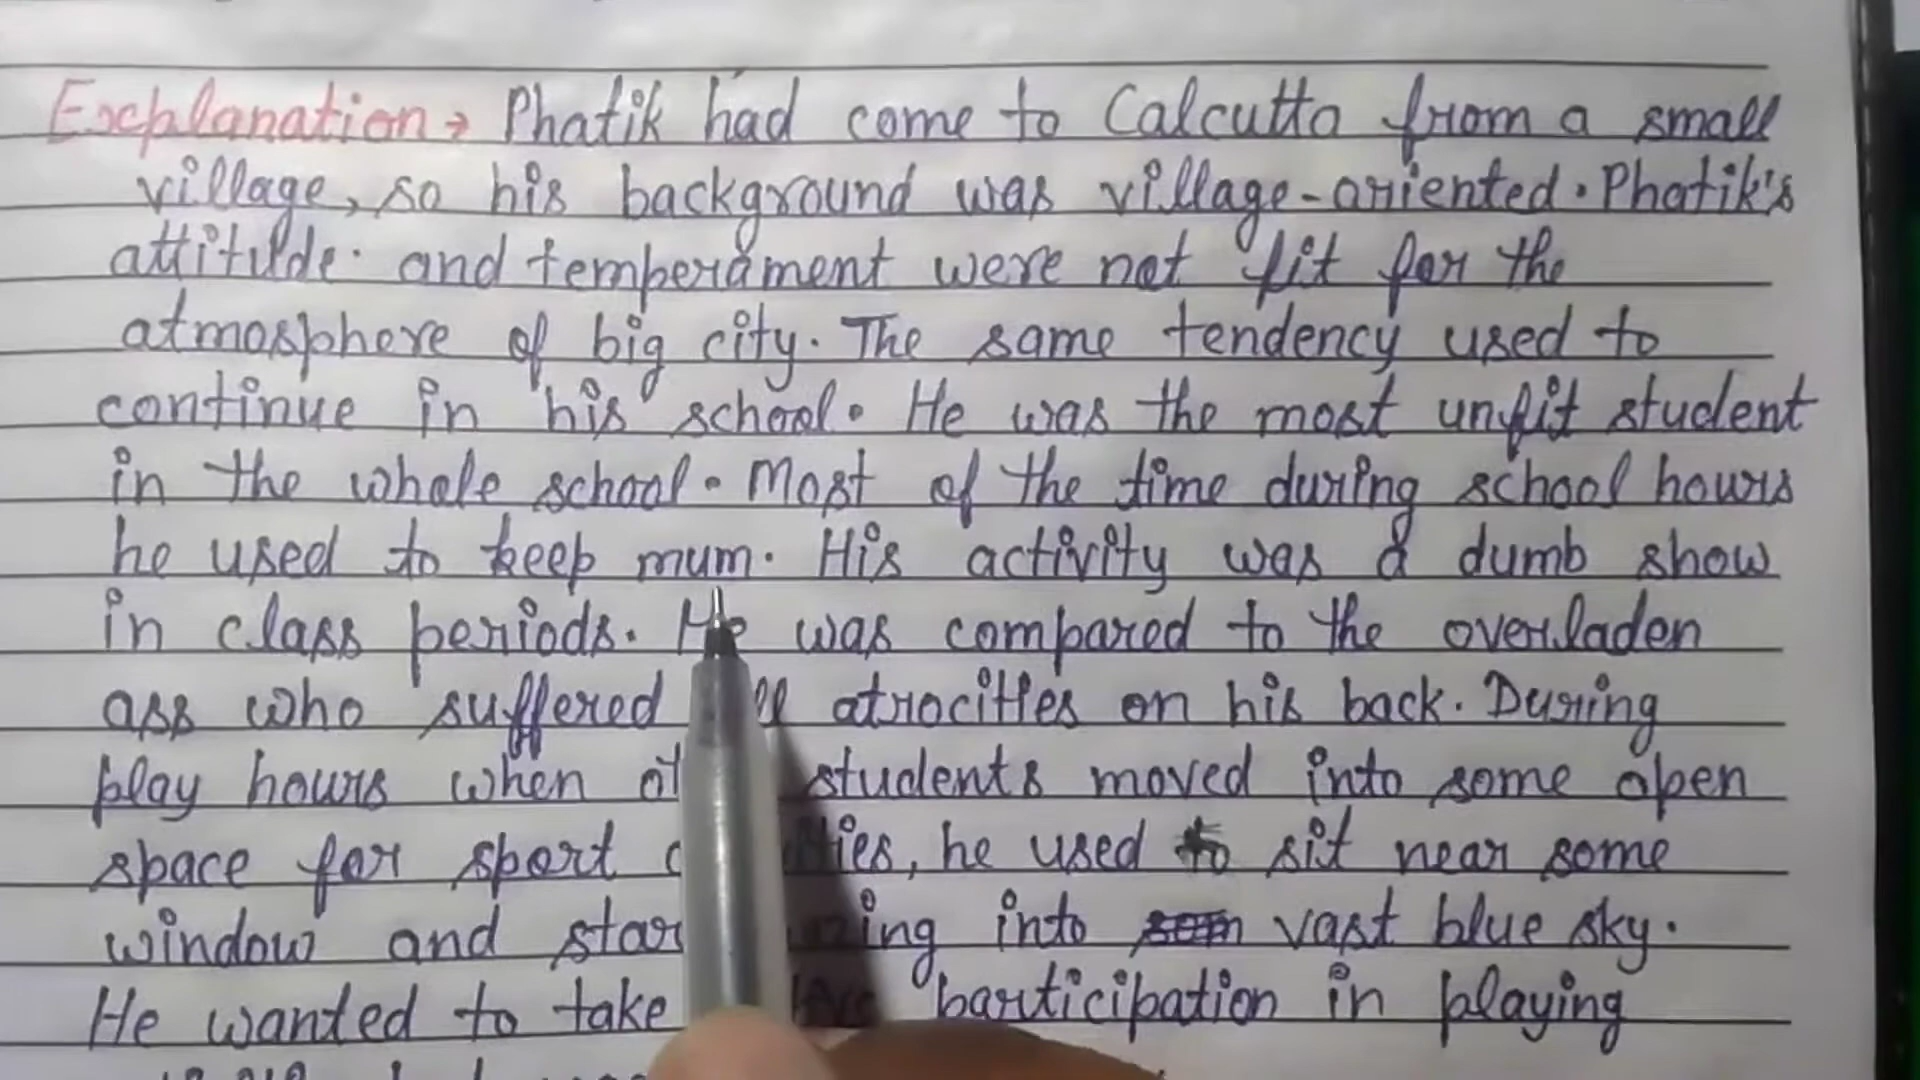 Explanation → Phatik had come to Calcutta from a small
village, so his background was village-oriented. Phatik's
attitude and temperament were not fit for the
atmosphere of big city. The same tendency used to
continue in his school. He was the most unfit student
in the whole school. Most of the time during school hours
he used to keep mum. His activity was a dumb show
in class periods. He was compared to the overladen
ass who suffered atrocities on his back. During
play hours when students moved into some open
space for sport he used to sit near some
window and into vast blue sky.
He wanted to take participation in playing